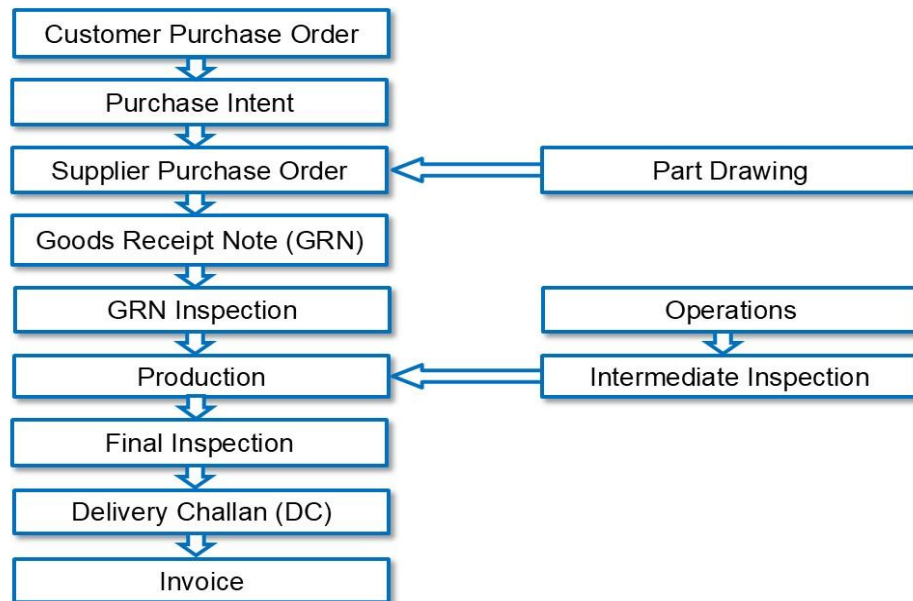 Customer Purchase Order
Purchase Intent
Supplier Purchase Order
Part Drawing
Goods Receipt Note (GRN)
GRN Inspection
Operations
Production
Intermediate Inspection
Final Inspection
Delivery Challan (DC)
Invoice